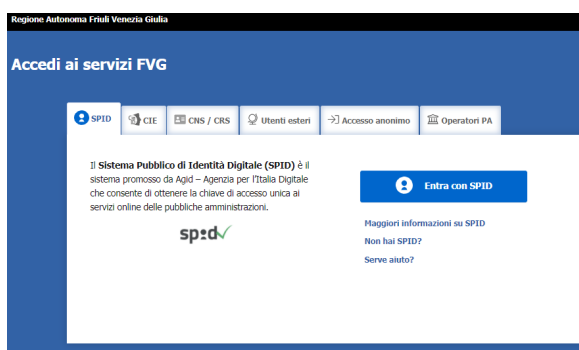 Regione Autonoma Friuli Venezia Giulia
Accedi ai servizi FVG
SPID
CIE
CNS / CRS
Utenti esteri
Accesso anonimo
Operatori PA
Il Sistema Pubblico di Identità Digitale (SPID) è il
sistema promosso da Agid – Agenzia per l'Italia Digitale
che consente di ottenere la chiave di accesso unica ai
servizi online delle pubbliche amministrazioni.
spid
Entra con SPID
Maggiori informazioni su SPID
Non hai SPID?
Serve aiuto?